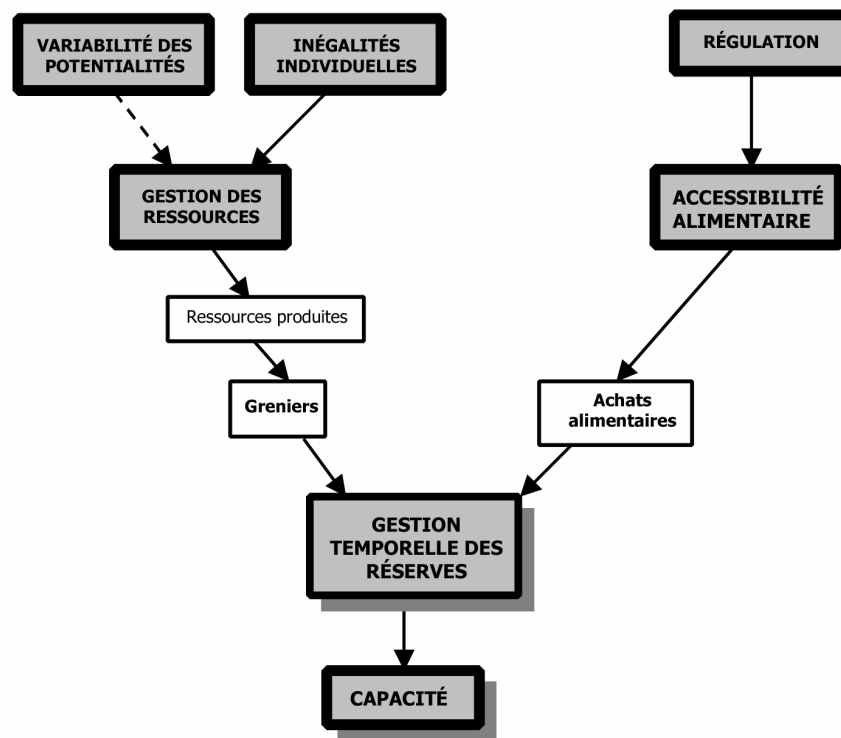 VARIABILITÉ DES
POTENTIALITÉS
INÉGALITÉS
INDIVIDUELLES
RÉGULATION
GESTION DES
RESSOURCES
ACCESSIBILITÉ
ALIMENTAIRE
Ressources produites
Greniers
Achats
alimentaires
GESTION
TEMPORELLE DES
RÉSERVES
CAPACITÉ